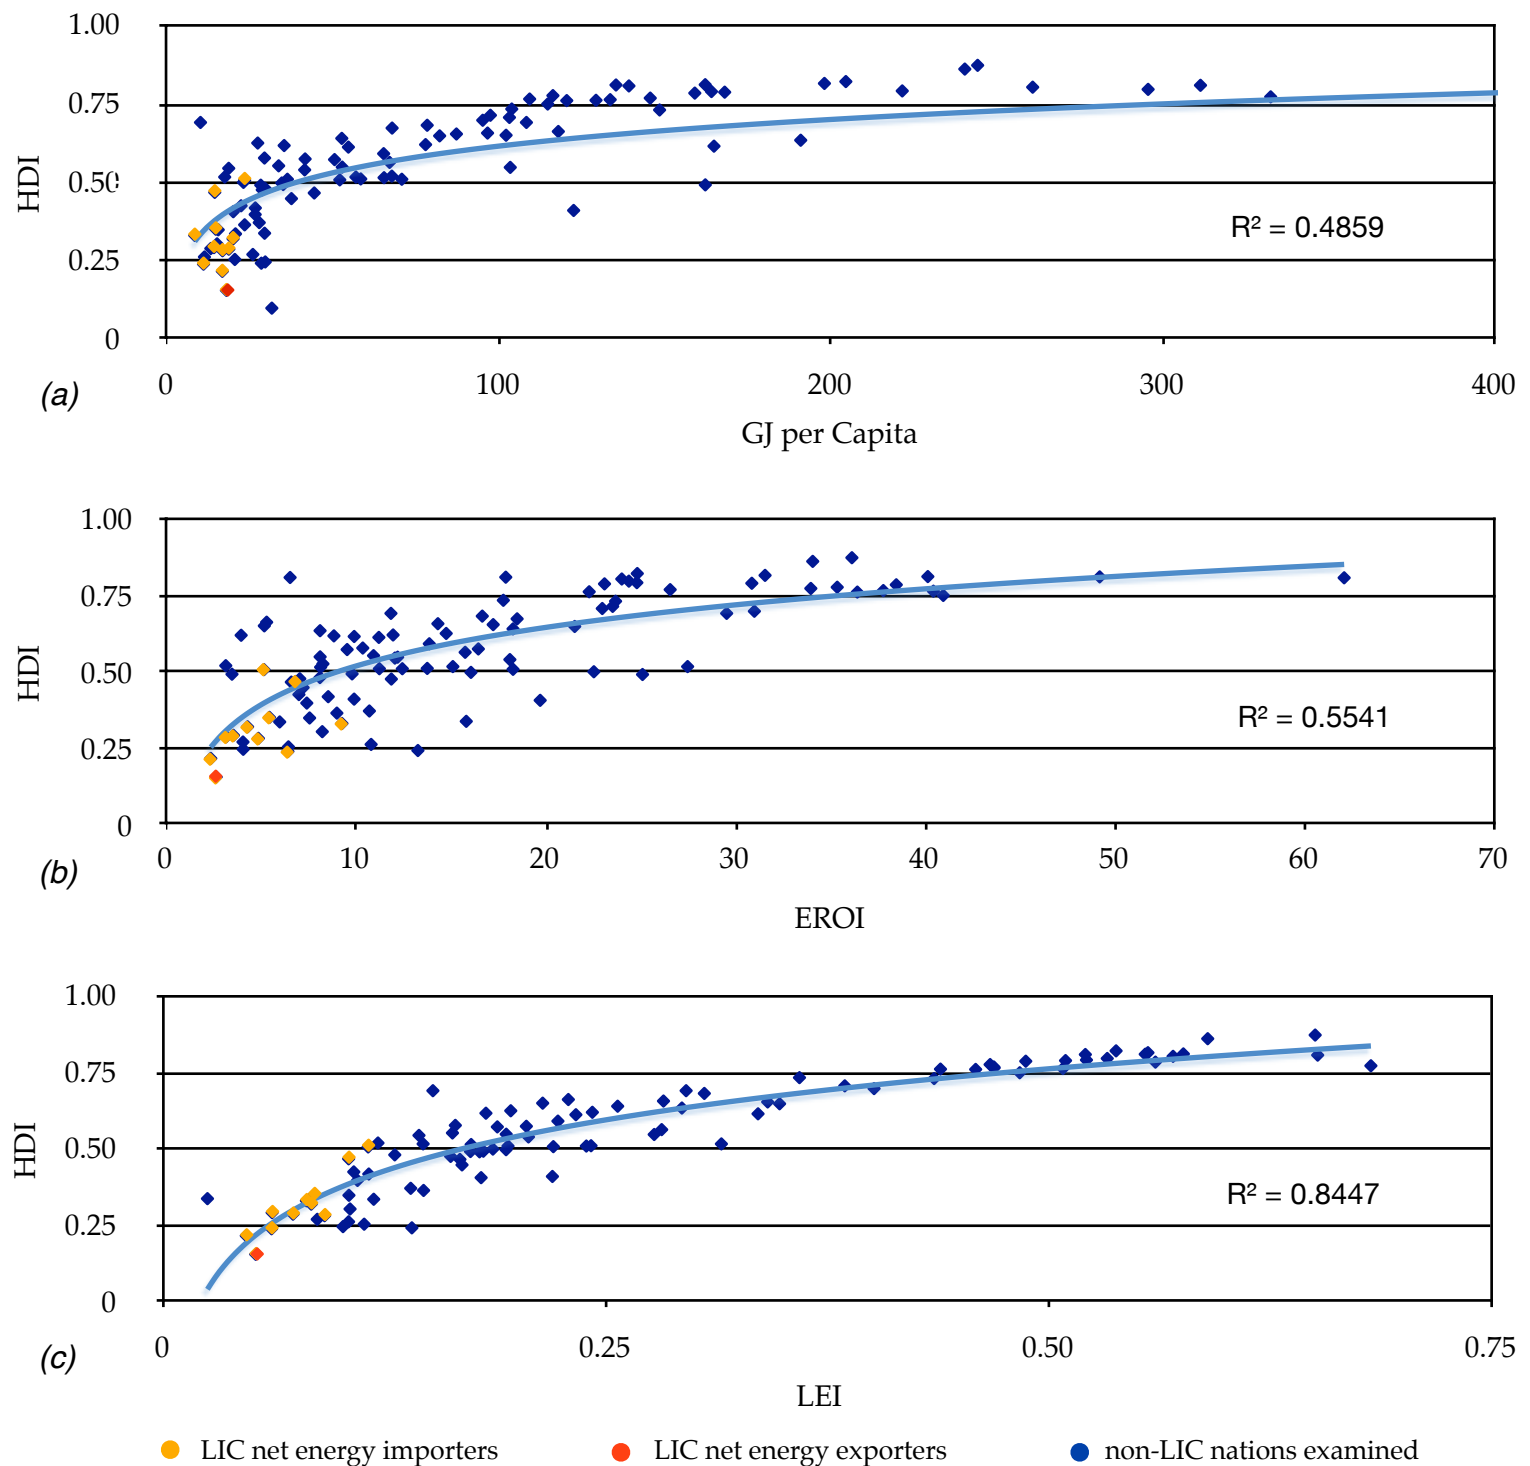 1.00
0.75
0.50
0.25
0
HDI
R² = 0.4859
0 100 200 300 400
(a)
GJ per Capita
1.00
0.75
0.50
0.25
0
HDI
R² = 0.5541
0 10 20 30 40 50 60 70
(b)
EROI
1.00
0.75
0.50
0.25
0
HDI
R² = 0.8447
0 0.25 0.50 0.75
(c)
LEI
LIC net energy importers LIC net energy exporters non-LIC nations examined